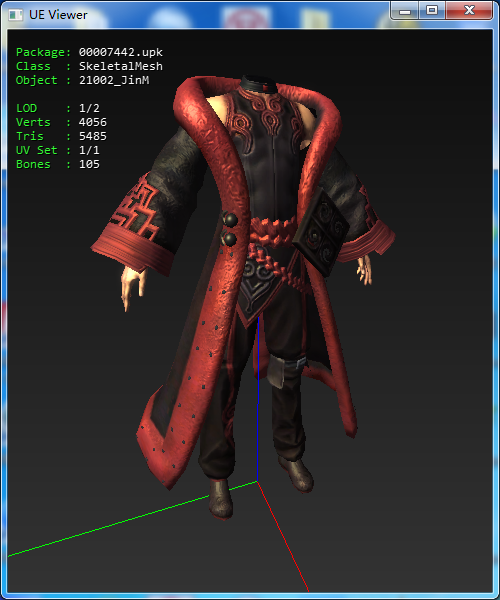 UE Viewer
Package: 00007442.upk
Class : SkeletalMesh
Object : 21002_JinM
LOD : 1/2
Verts : 4056
Tris : 5485
UV Set : 1/1
Bones : 105